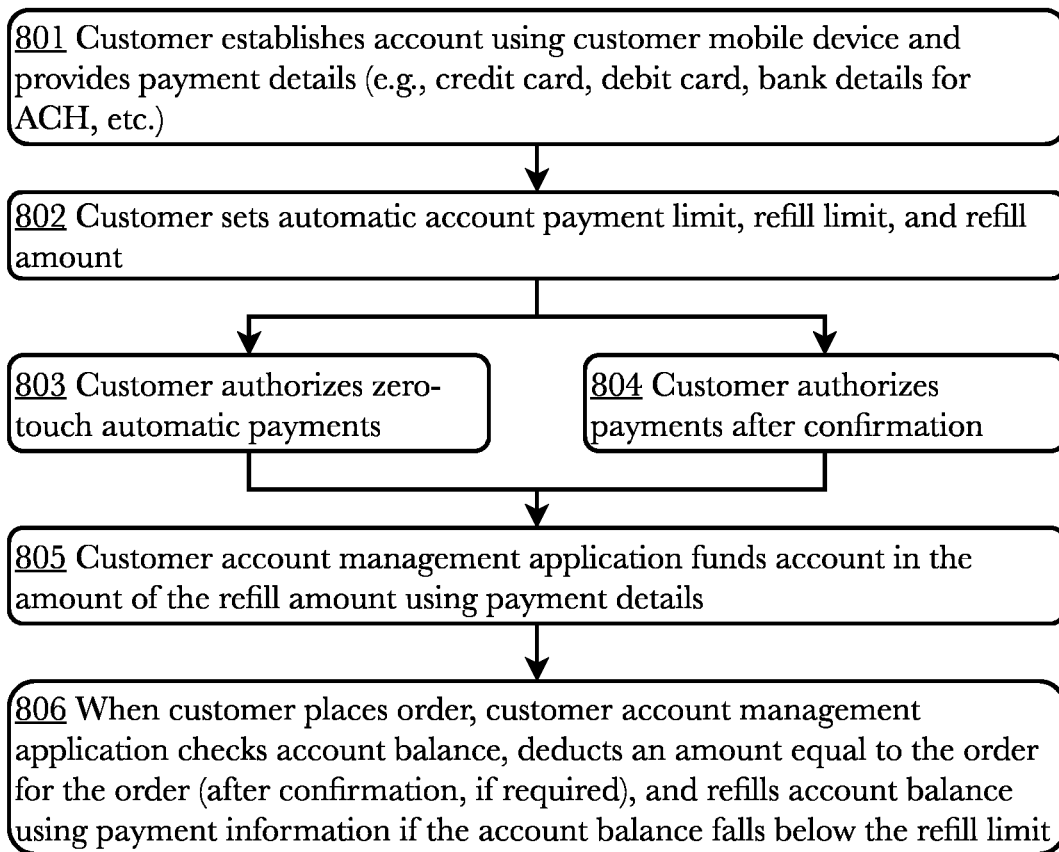 801 Customer establishes account using customer mobile device and
provides payment details (e.g., credit card, debit card, bank details for
ACH, etc.)
802 Customer sets automatic account payment limit, refill limit, and refill
amount
803 Customer authorizes zero-
touch automatic payments
804 Customer authorizes
payments after confirmation
805 Customer account management application funds account in the
amount of the refill amount using payment details
806 When customer places order, customer account management
application checks account balance, deducts an amount equal to the order
for the order (after confirmation, if required), and refills account balance
using payment information if the account balance falls below the refill limit